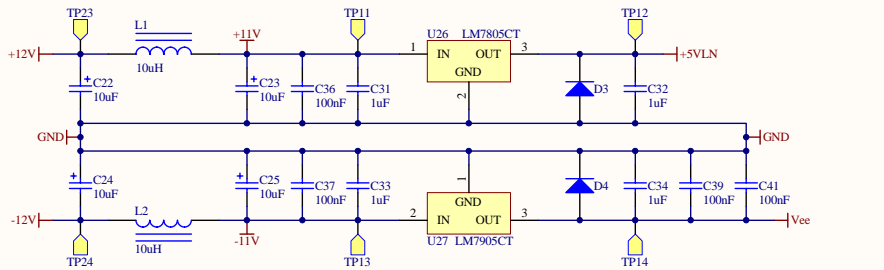 TP23
TP11
TP12
L1
+11V
U26 LM7805CT
+12V
1
IN
OUT
3
+5VLN
10uH
GND
C22
10uF
C23
10uF
C36
100nF
C31
1uF
2
D3
C32
1uF
GND
GND
C24
10uF
C25
10uF
C37
100nF
C33
1uF
1
GND
D4
C34
1uF
C39
100nF
C41
100nF
L2
-12V
2
IN
OUT
3
Vee
10uH
-11V
U27 LM7905CT
TP24
TP13
TP14